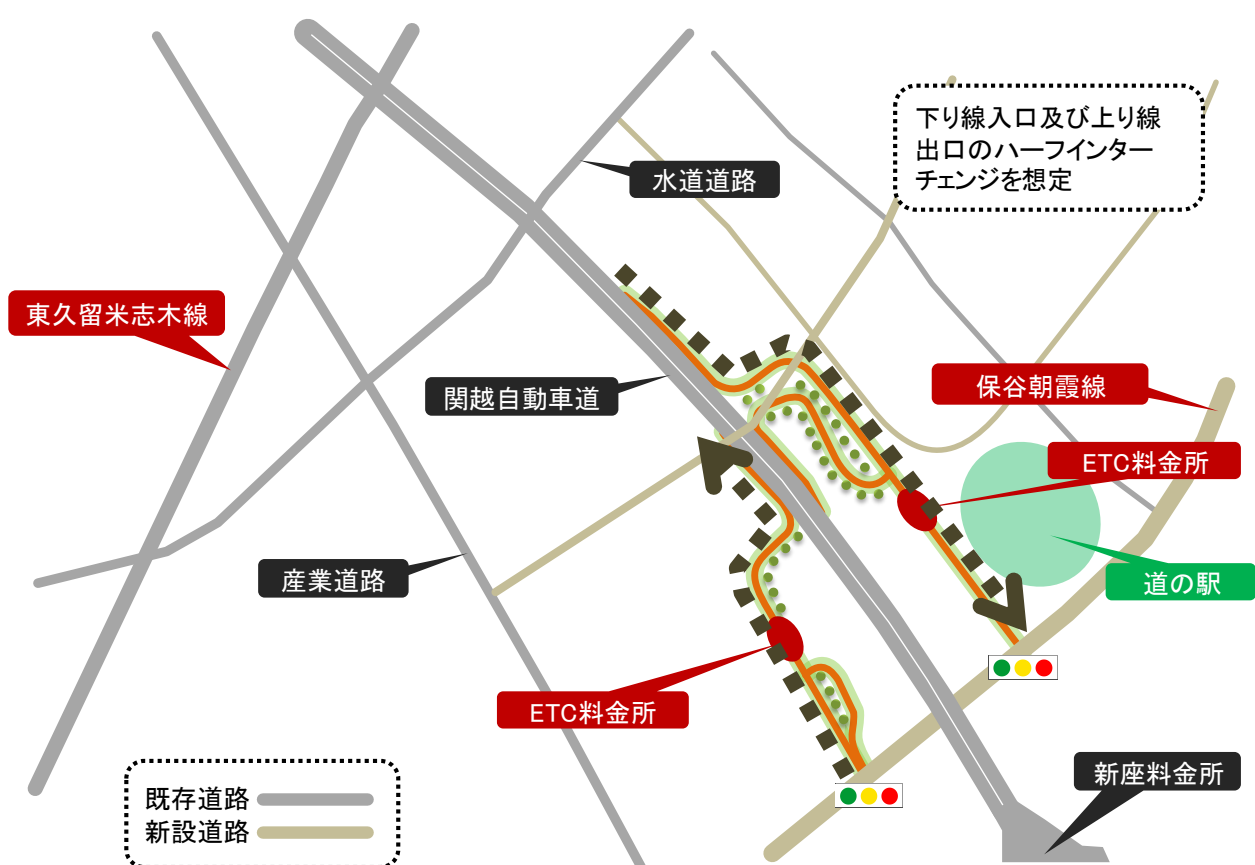 下り線入口及び上り線
出口のハーフインター
チェンジを想定
水道道路
東久留米志木線
関越自動車道
保谷朝霞線
ETC料金所
産業道路
道の駅
ETC料金所
新座料金所
既存道路
新設道路